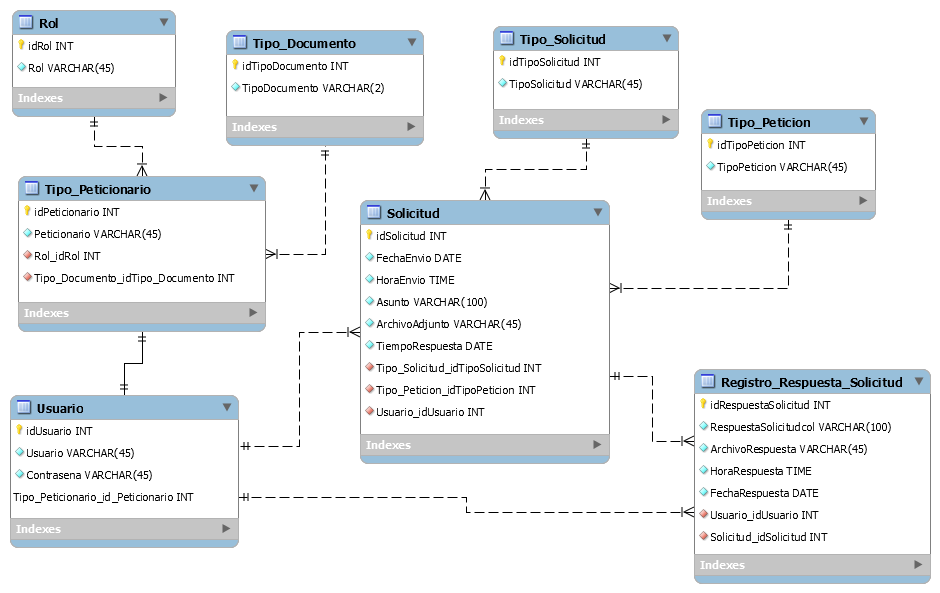 Rol
idRol INT
Rol VARCHAR(45)
Indexes
Tipo_Documento
idTipoDocumento INT
TipoDocumento VARCHAR(2)
Indexes
Tipo_Solicitud
idTipoSolicitud INT
TipoSolicitud VARCHAR(45)
Indexes
Tipo_Peticion
idTipoPeticion INT
TipoPeticion VARCHAR(45)
Indexes
Tipo_Peticionario
idPeticionario INT
Peticionario VARCHAR(45)
Rol_idRol INT
Tipo_Documento_idTipo_Documento INT
Indexes
Solicitud
idSolicitud INT
FechaEnvio DATE
HoraEnvio TIME
Asunto VARCHAR(100)
ArchivoAdjunto VARCHAR(45)
TiempoRespuesta DATE
Tipo_Solicitud_idTipoSolicitud INT
Tipo_Peticion_idTipoPeticion INT
Usuario_idUsuario INT
Indexes
Usuario
idUsuario INT
Usuario VARCHAR(45)
Contrasena VARCHAR(45)
Tipo_Peticionario_id_Peticionario INT
Indexes
Registro_Respuesta_Solicitud
idRespuestaSolicitud INT
RespuestaSolicitudcol VARCHAR(100)
ArchivoRespuesta VARCHAR(45)
HoraRespuesta TIME
FechaRespuesta DATE
Usuario_idUsuario INT
Solicitud_idSolicitud INT
Indexes